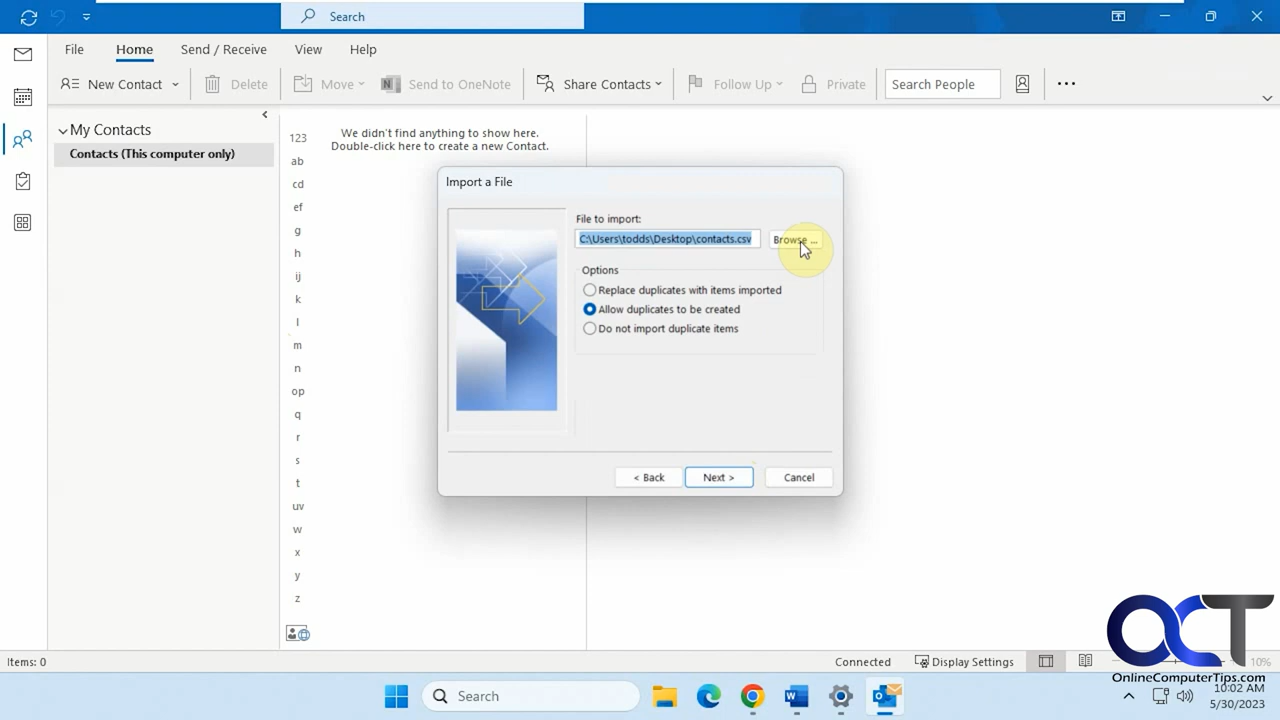 Search
File
Home
Send / Receive
View
Help
New Contact
Delete
Move
Send to OneNote
Share Contacts
Follow Up
Private
Search People
My Contacts
Contacts (This computer only)
123
ab
cd
ef
g
h
ij
k
l
m
n
op
q
r
s
t
uv
w
x
y
z
We didn't find anything to show here.
Double-click here to create a new Contact.
Import a File
File to import:
C:\Users\todds\Desktop\contacts.csv
Browse ...
Options
Replace duplicates with items imported
Allow duplicates to be created
Do not import duplicate items
< Back
Next >
Cancel
OCT
OnlineComputerTips.com
Items: 0
Connected
Display Settings
10%
Search
10:02 AM
5/30/2023